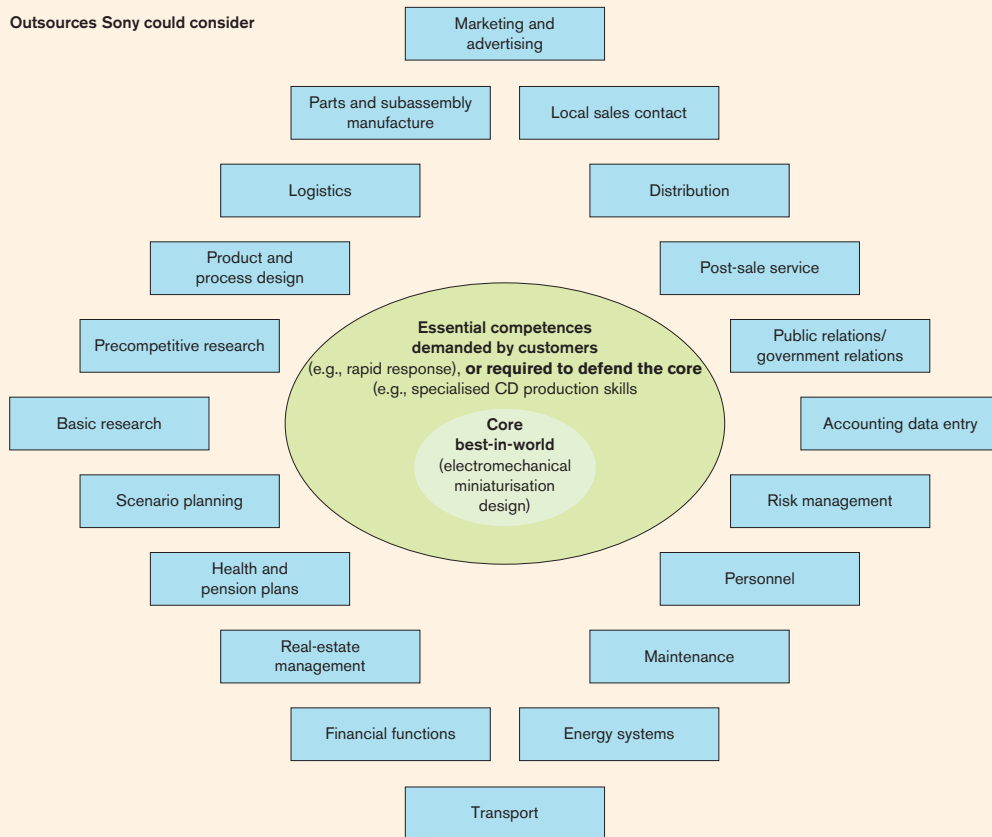 Outsources Sony could consider
Marketing and
advertising
Parts and subassembly
manufacture
Local sales contact
Logistics
Distribution
Product and
process design
Post-sale service
Essential competences
demanded by customers
(e.g., rapid response), or required to defend the core
(e.g., specialised CD production skills
Precompetitive research
Public relations/
government relations
Basic research
Core
best-in-world
(electromechanical
miniaturisation
design)
Accounting data entry
Scenario planning
Risk management
Health and
pension plans
Personnel
Real-estate
management
Maintenance
Financial functions
Energy systems
Transport